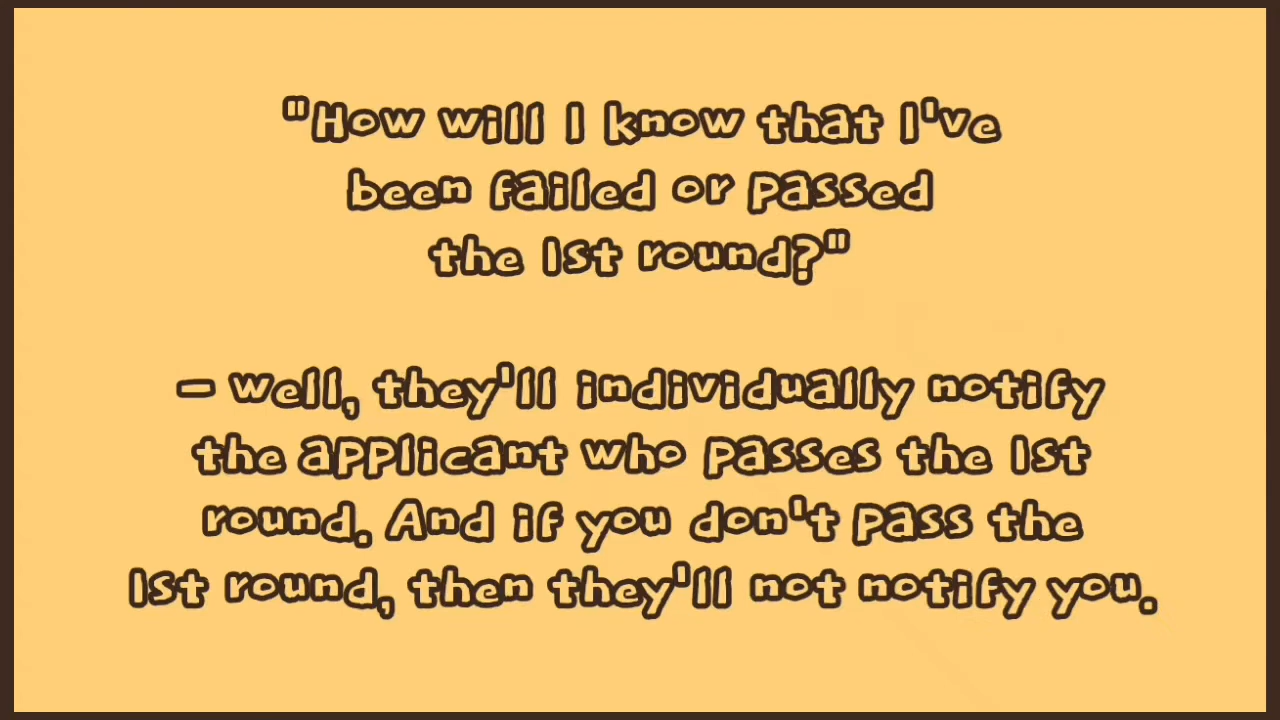 "How will I know that I've
been failed or passed
the 1st round?"
- well, they'll individually notify
the applicant who passes the 1st
round. And if you don't pass the
1st round, then they'll not notify you.